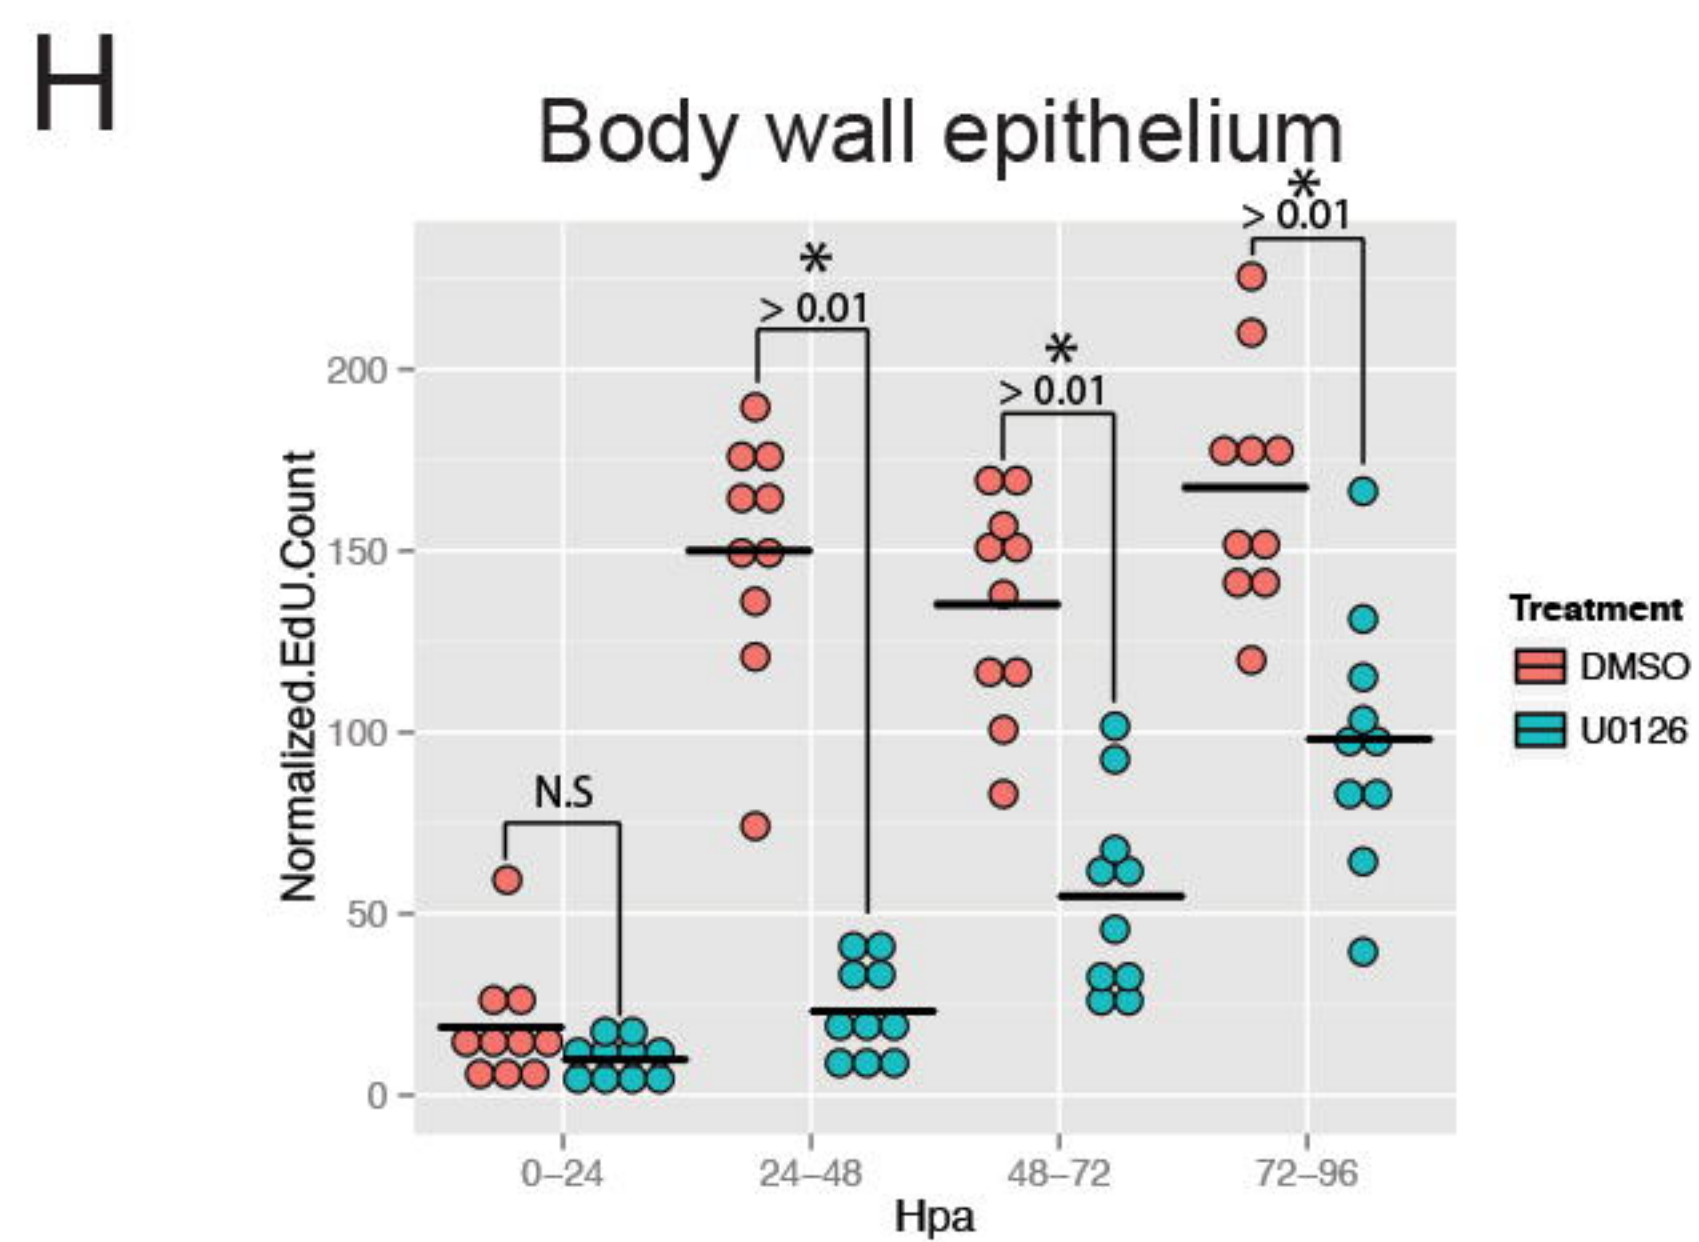 H
Body wall epithelium
*
> 0.01
*
> 0.01
*
> 0.01
N.S
Normalized.EdU.Count
200
150
100
50
0
0–24
24–48
48–72
72–96
Hpa
Treatment
DMSO
U0126